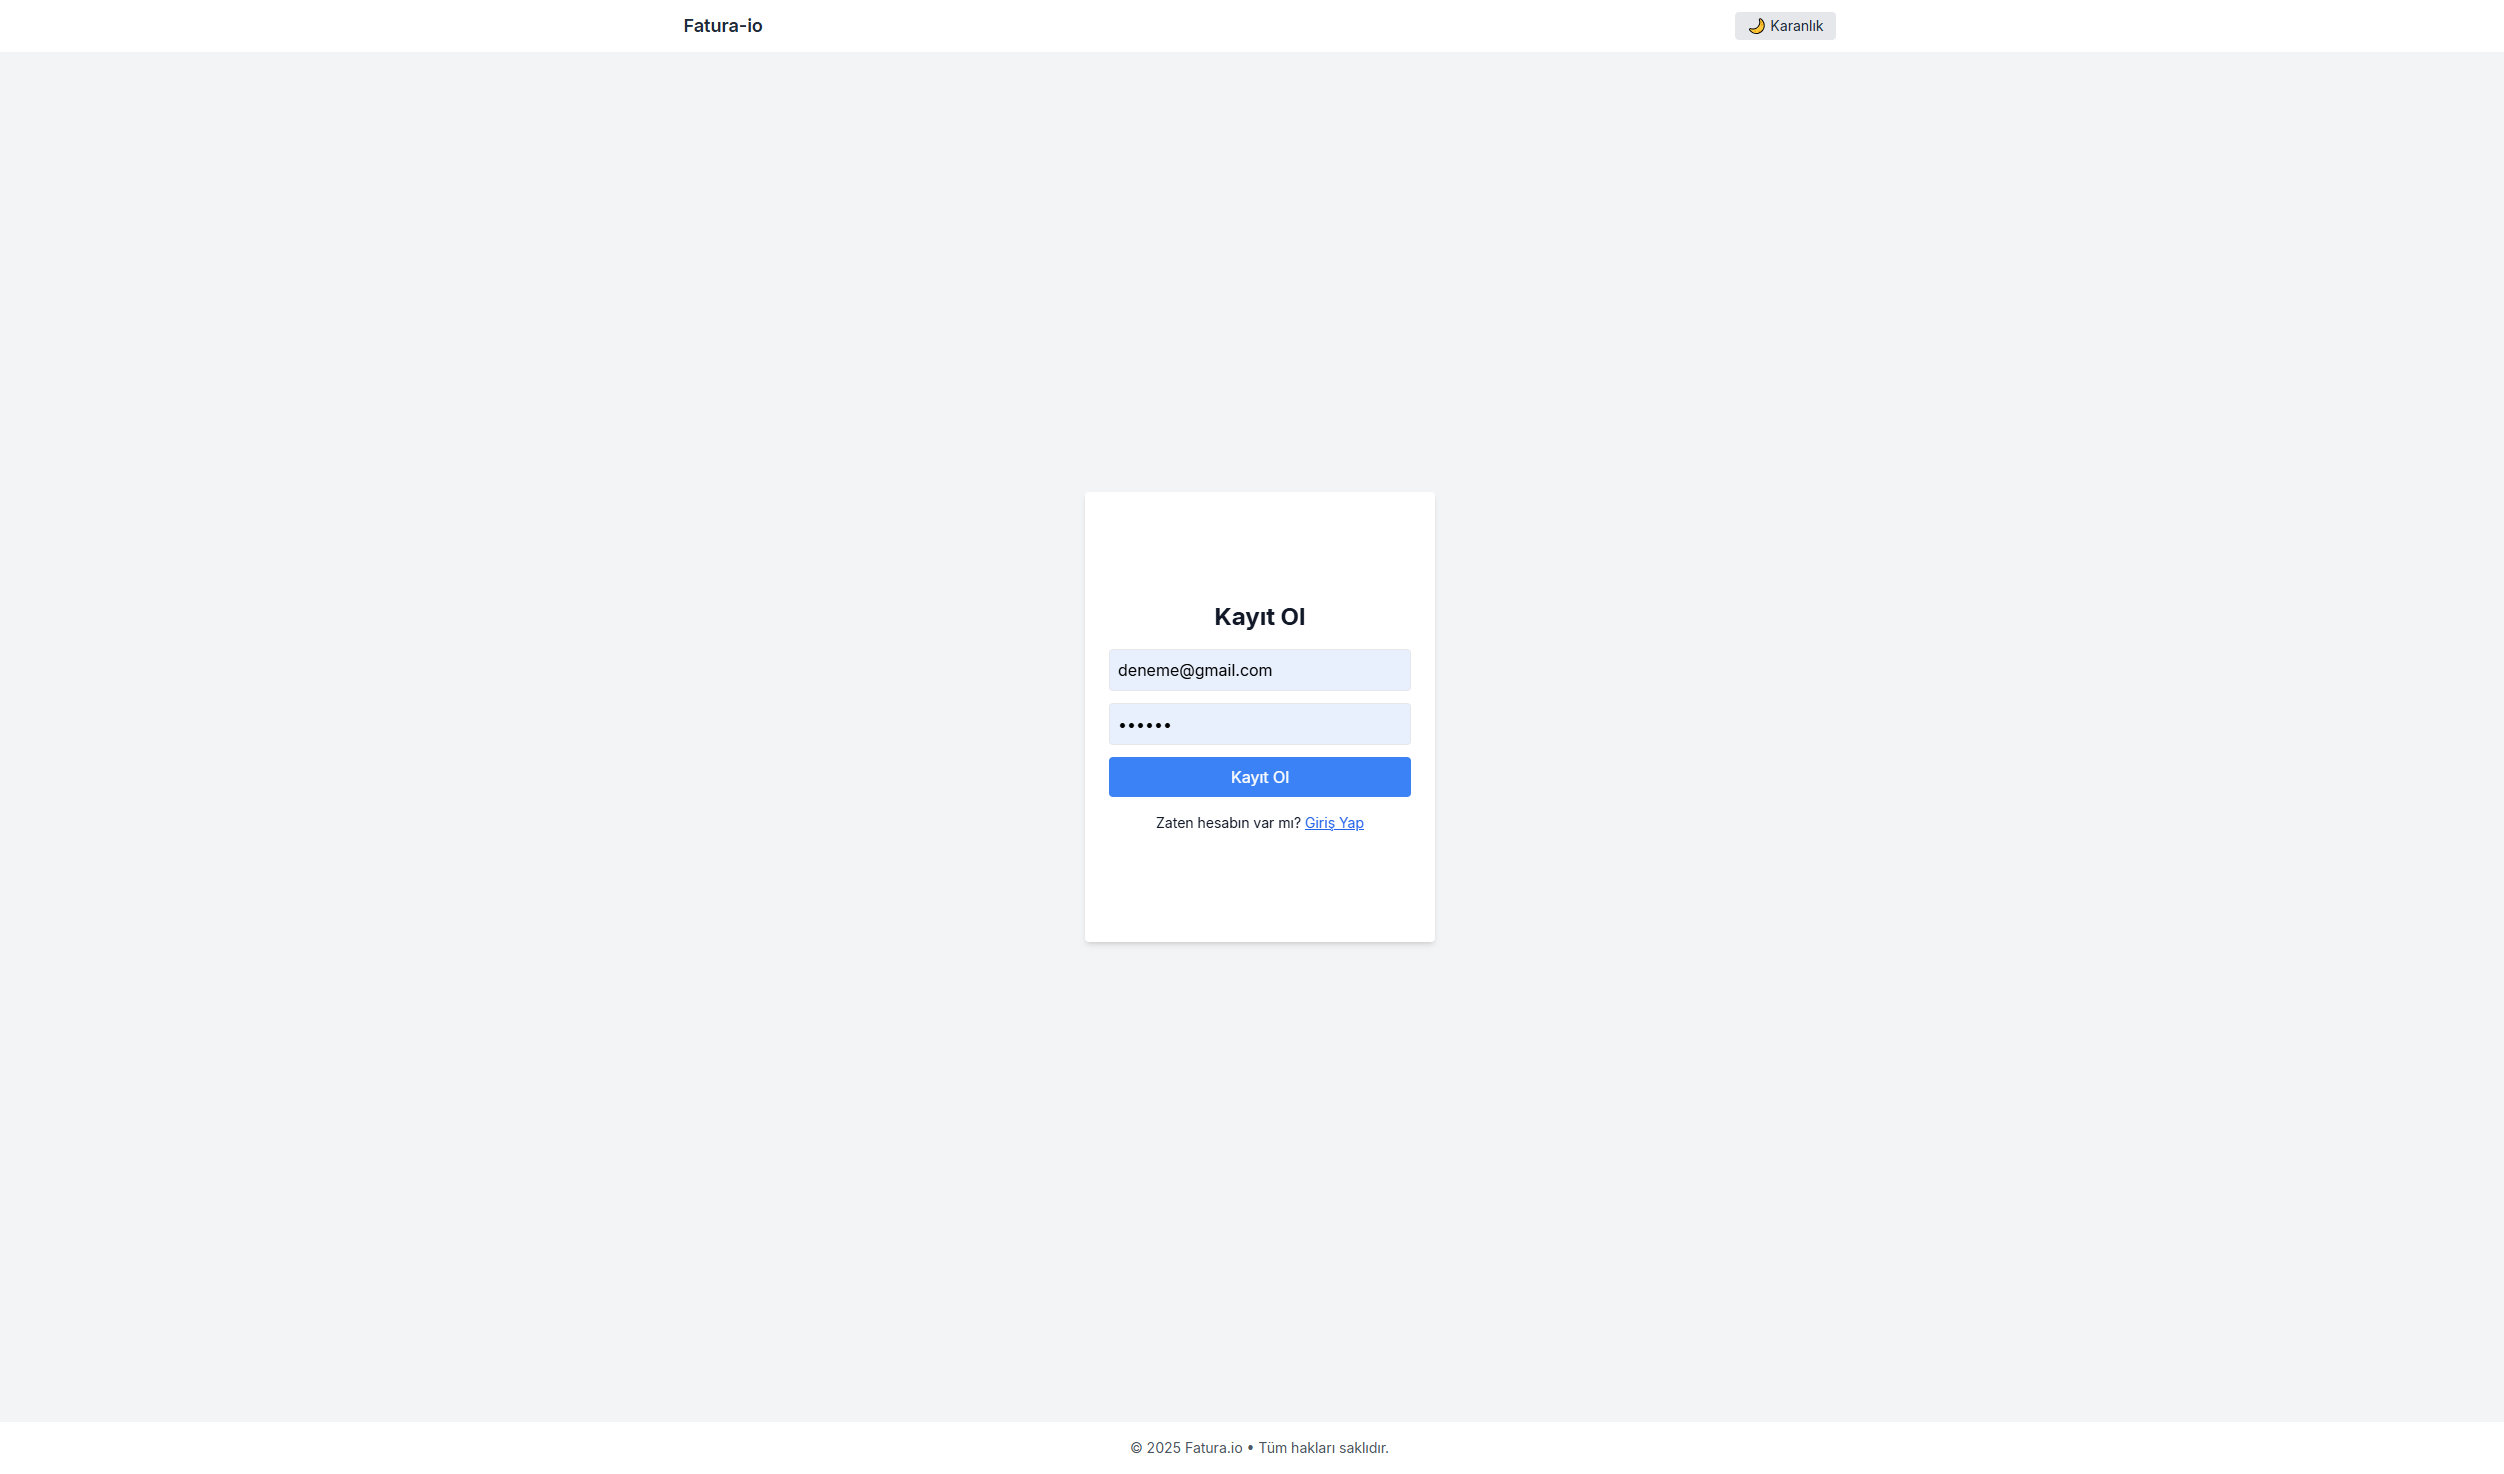 Fatura-io
🌙 Karanlık
Kayıt Ol
deneme@gmail.com
••••••
Kayıt Ol
Zaten hesabın var mı? Giriş Yap
© 2025 Fatura.io • Tüm hakları saklıdır.